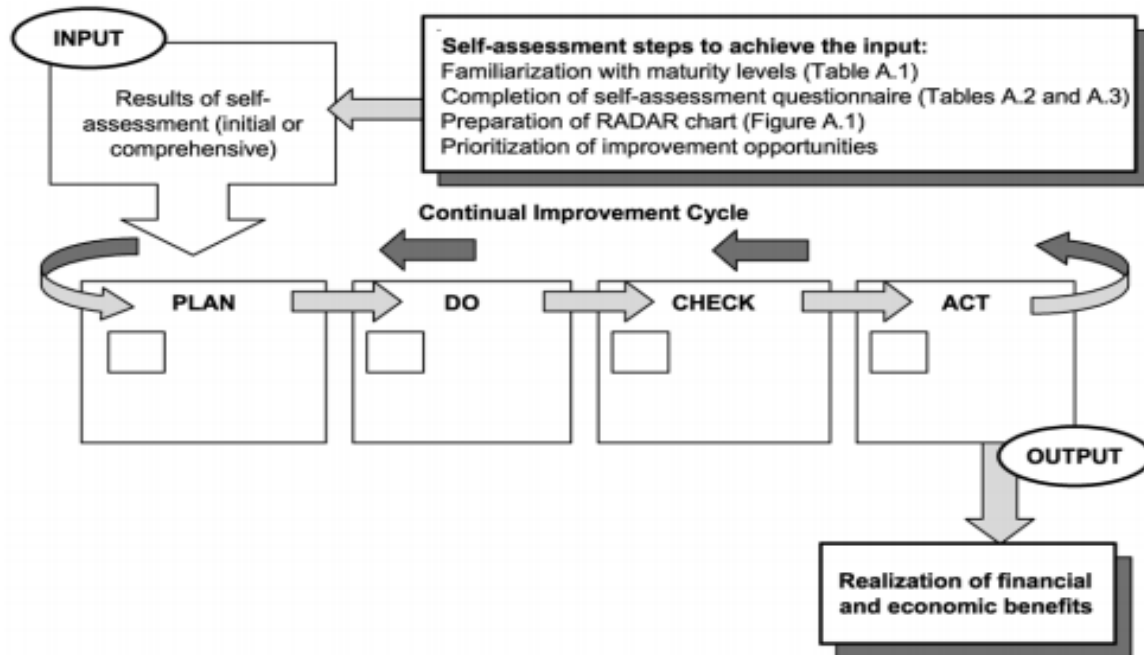 INPUT
Results of self-
assessment (initial or
comprehensive)
Self-assessment steps to achieve the input:
Familiarization with maturity levels (Table A.1)
Completion of self-assessment questionnaire (Tables A.2 and A.3)
Preparation of RADAR chart (Figure A.1)
Prioritization of improvement opportunities
Continual Improvement Cycle
PLAN
DO
CHECK
ACT
OUTPUT
Realization of financial
and economic benefits